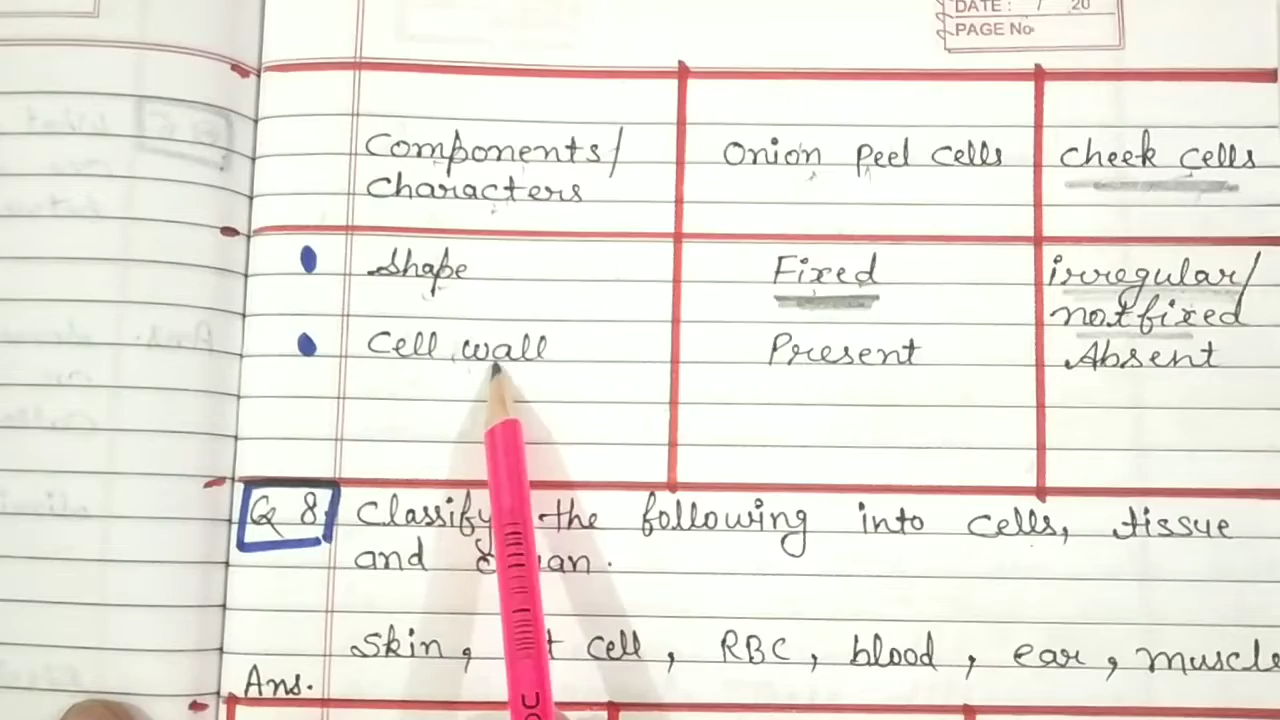 DATE : / 20
PAGE No
Components/ Onion Peel cells cheek cells
characters
Shape Fixed irregular/
not fixed
Cell wall Present Absent
Q 8. Classify the following into cells, tissue
and
Skin, cell, RBC, blood, ear, muscle
Ans.